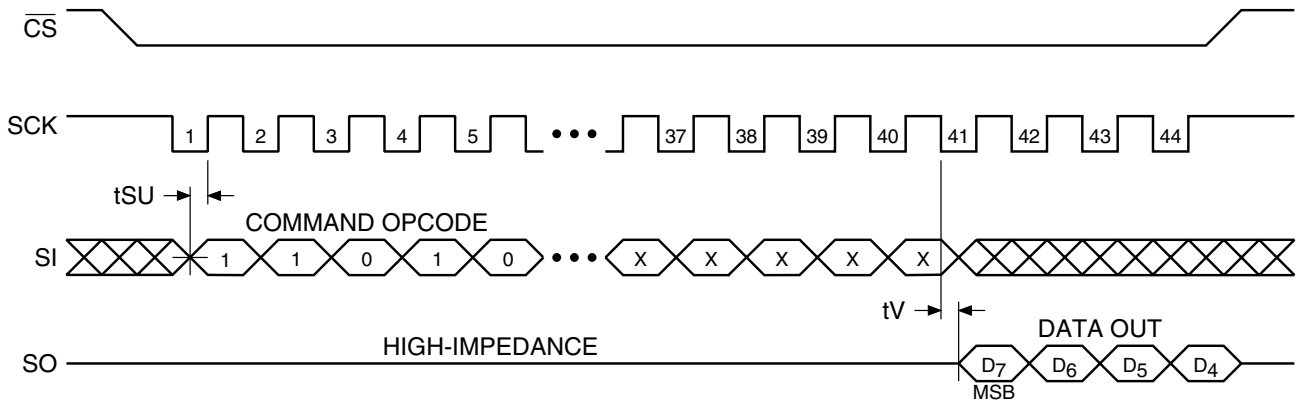 CS
SCK
1 2 3 4 5 ••• 37 38 39 40 41 42 43 44
tSU
COMMAND OPCODE
SI
1 1 0 1 0 ••• X X X X X
tV
DATA OUT
HIGH-IMPEDANCE
SO
D7 D6 D5 D4
MSB